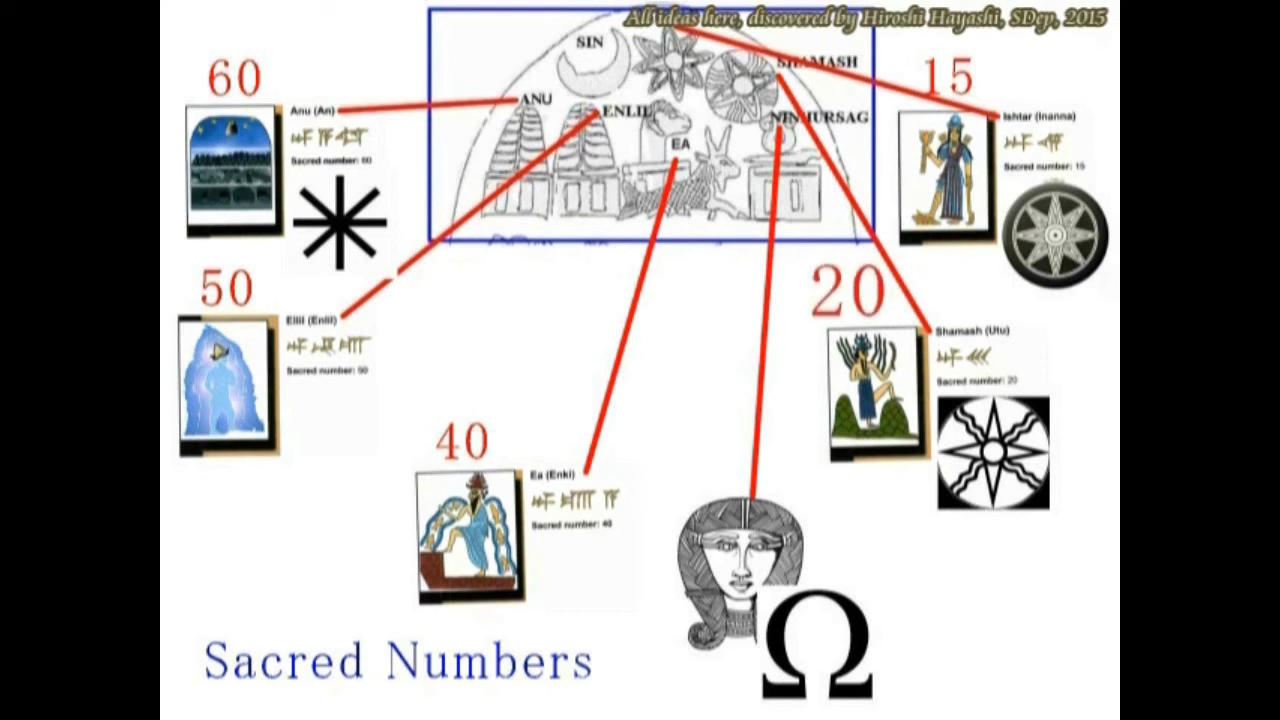 All ideas here, discovered by Hiroshi Hayashi, SDep, 2015
SIN
SHAMASH
ANU
ENLIL
NINHURSAG
EA
60
Anu (An)
Sacred number: 60
15
Ishtar (Inanna)
Sacred number: 15
50
Ellil (Enlil)
Sacred number: 50
20
Shamash (Utu)
Sacred number: 20
40
Ea (Enki)
Sacred number: 40
Ω
Sacred Numbers